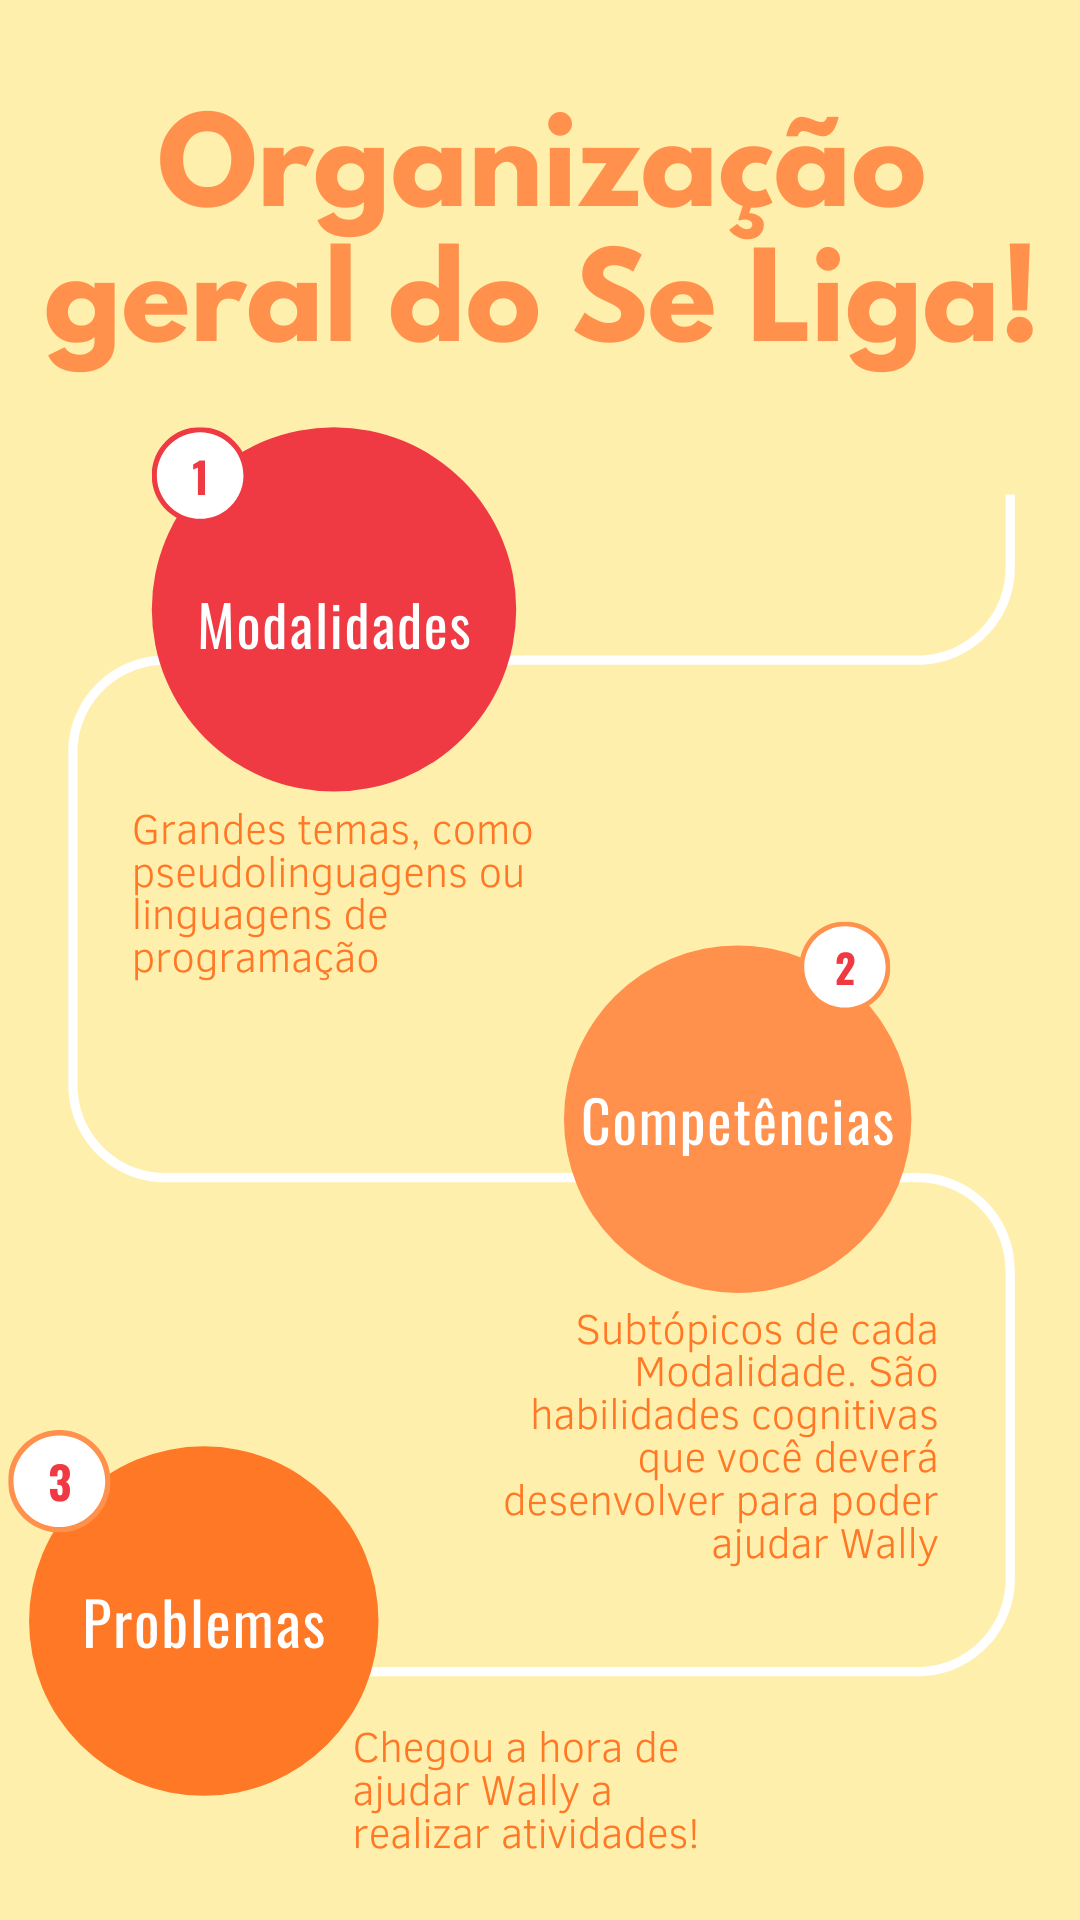 Organização
geral do Se Liga!
1
Modalidades
Grandes temas, como
pseudolinguagens ou
linguagens de
programação
2
Competências
Subtópicos de cada
Modalidade. São
habilidades cognitivas
que você deverá
desenvolver para poder
ajudar Wally
3
Problemas
Chegou a hora de
ajudar Wally a
realizar atividades!